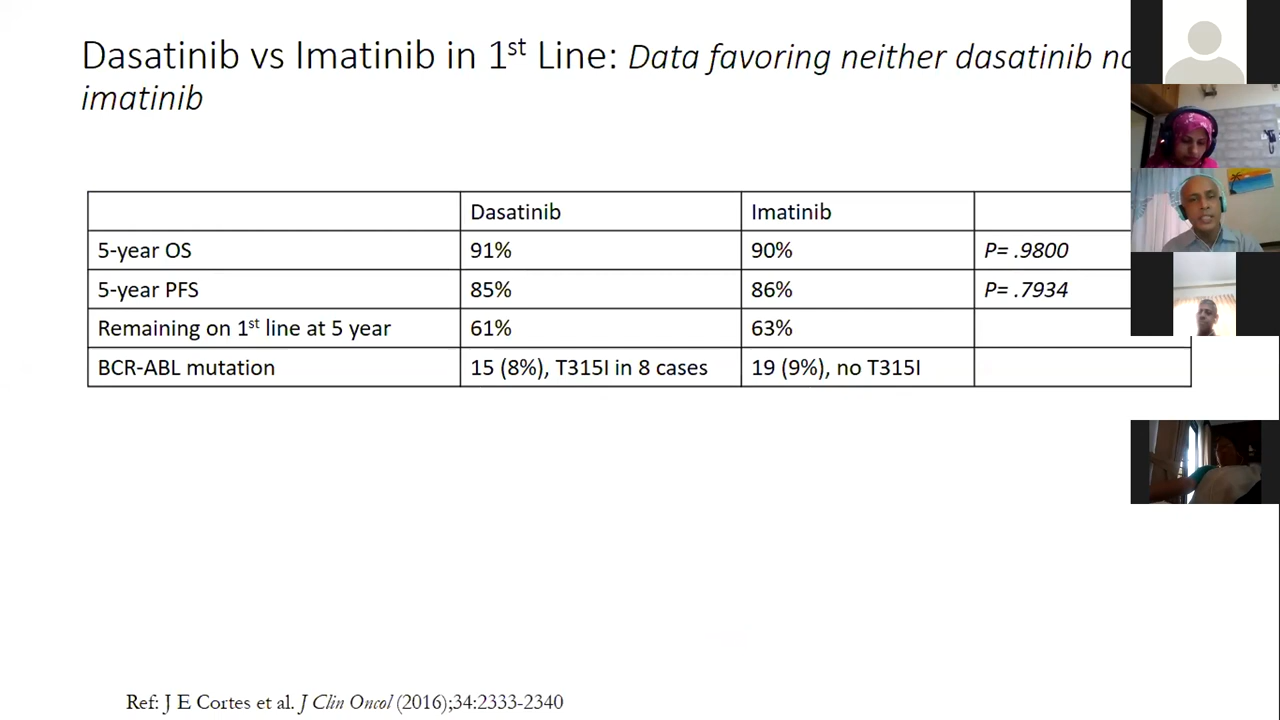 Dasatinib vs Imatinib in 1st Line: Data favoring neither dasatinib
imatinib
Dasatinib Imatinib
5-year OS 91% 90% P= .9800
5-year PFS 85% 86% P= .7934
Remaining on 1st line at 5 year 61% 63%
BCR-ABL mutation 15 (8%), T315I in 8 cases 19 (9%), no T315I
Ref: J E Cortes et al. J Clin Oncol (2016);34:2333-2340